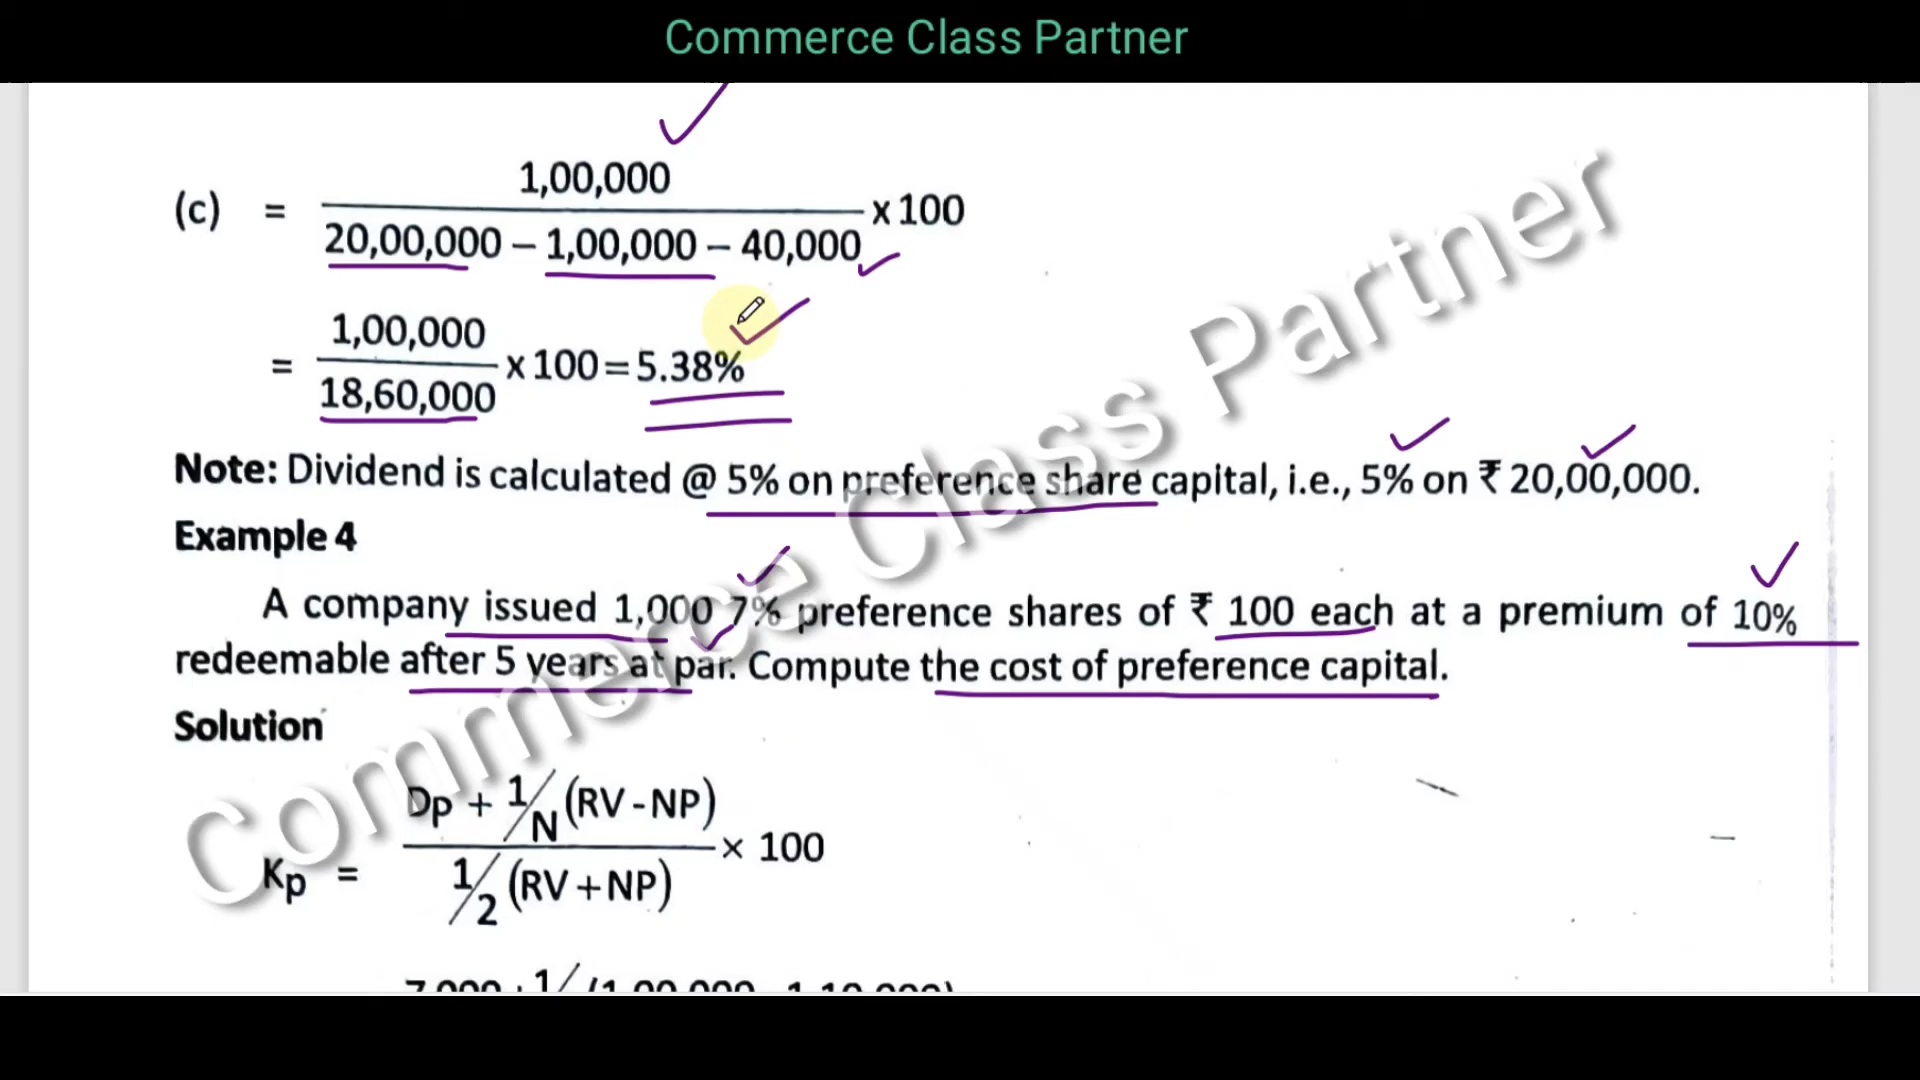 Commerce Class Partner
(c) = 1,00,000 / 20,00,000 – 1,00,000 – 40,000 x 100
= 1,00,000 / 18,60,000 x 100 = 5.38%
Note: Dividend is calculated @ 5% on preference share capital, i.e., 5% on ₹ 20,00,000.
Example 4
A company issued 1,000 7% preference shares of ₹ 100 each at a premium of 10%
redeemable after 5 years at par. Compute the cost of preference capital.
Solution
Kp = Dp + 1/N (RV - NP) / 1/2 (RV + NP) × 100
Commerce Class Partner